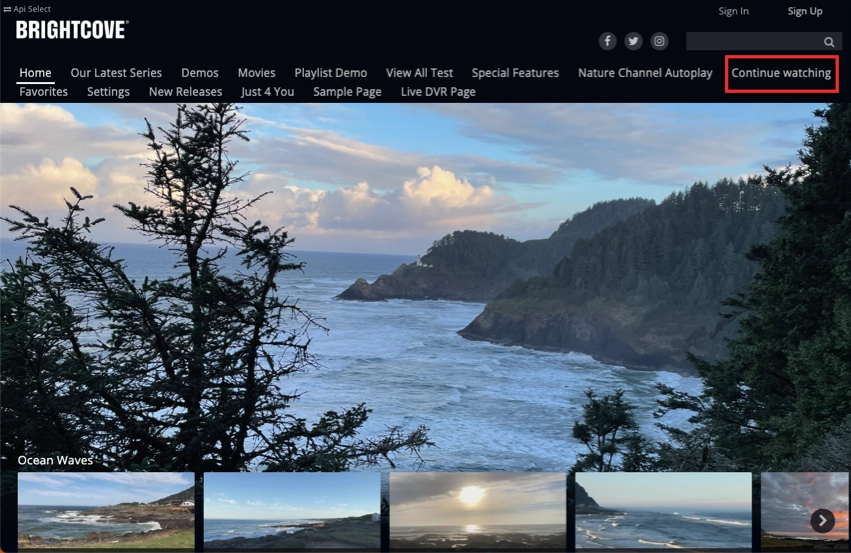 Api Select
Sign In Sign Up
BRIGHTCOVE®
Home Our Latest Series Demos Movies Playlist Demo View All Test Special Features Nature Channel Autoplay Continue watching
Favorites Settings New Releases Just 4 You Sample Page Live DVR Page
Ocean Waves